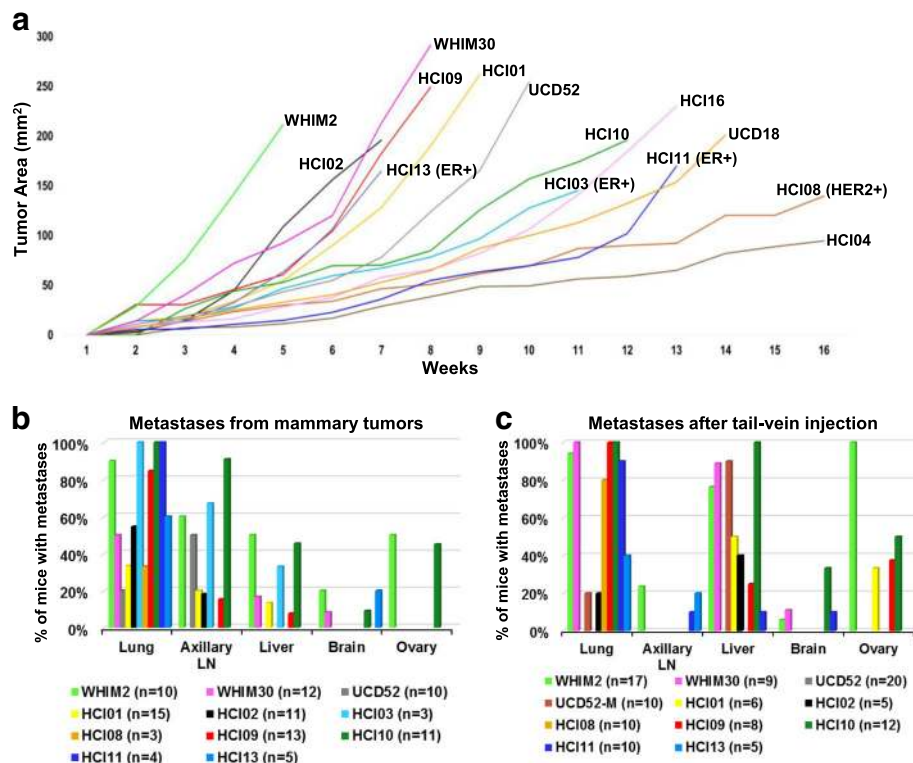 a
300
250
200
150
100
50
0
Tumor Area (mm²)
WHIM2
HCI02
WHIM30
HCI09
HCI13 (ER+)
HCI01
UCD52
HCI10
HCI03 (ER+)
HCI16
HCI11 (ER+)
UCD18
HCI08 (HER2+)
HCI04
1 2 3 4 5 6 7 8 9 10 11 12 13 14 15 16
Weeks
b
Metastases from mammary tumors
% of mice with metastases
100%
80%
60%
40%
20%
0%
Lung Axillary LN Liver Brain Ovary
WHIM2 (n=10) WHIM30 (n=12) UCD52 (n=10)
HCI01 (n=15) HCI02 (n=11) HCI03 (n=3)
HCI08 (n=3) HCI09 (n=13) HCI10 (n=11)
HCI11 (n=4) HCI13 (n=5)
c
Metastases after tail-vein injection
% of mice with metastases
100%
80%
60%
40%
20%
0%
Lung Axillary LN Liver Brain Ovary
WHIM2 (n=17) WHIM30 (n=9) UCD52 (n=20)
UCD52-M (n=10) HCI01 (n=6) HCI02 (n=5)
HCI08 (n=10) HCI09 (n=8) HCI10 (n=12)
HCI11 (n=10) HCI13 (n=5)